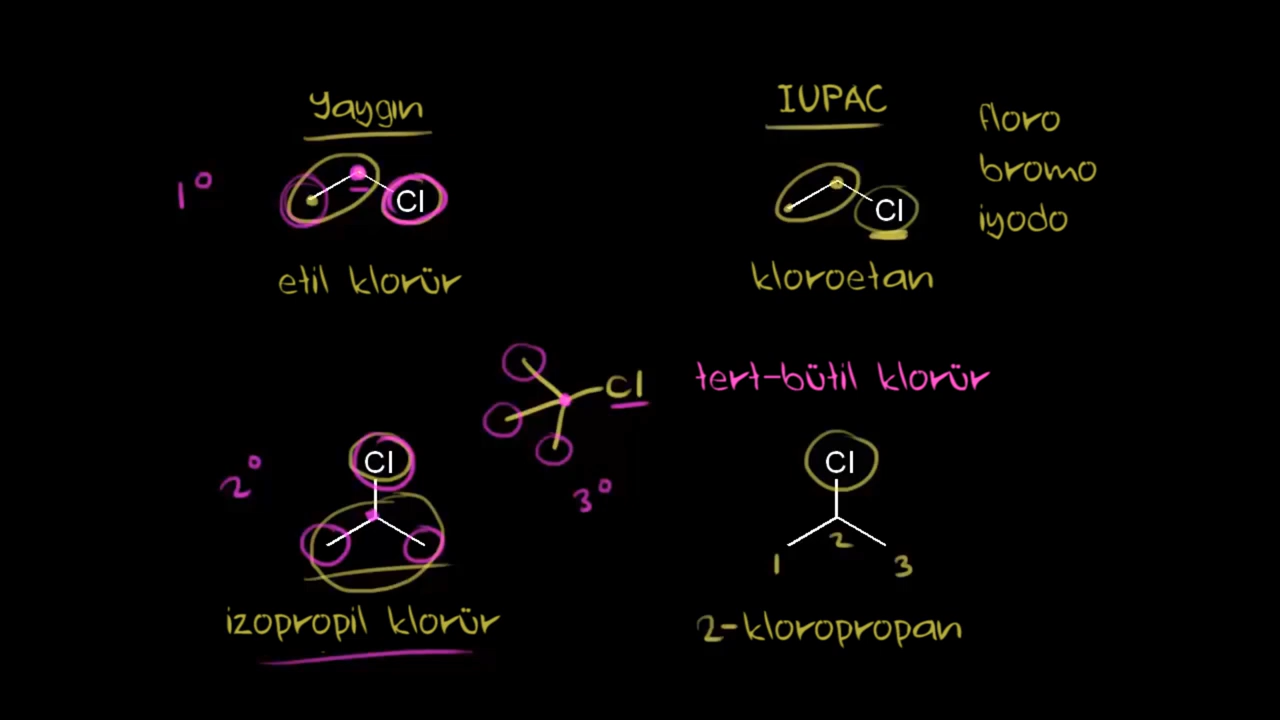 Yaygın
IUPAC
floro
bromo
iyodo
1°
Cl
Cl
etil klorür
kloroetan
Cl
tert-bütil klorür
2°
Cl
3°
Cl
1
2
3
izopropil klorür
2-kloropropan